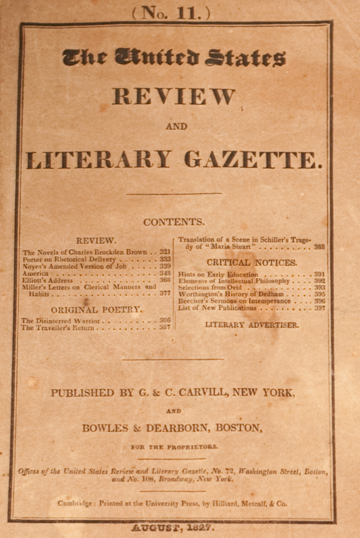 (No. 11.)
The United States
REVIEW
AND
LITERARY GAZETTE.
CONTENTS.
REVIEW.
The Novels of Charles Brockden Brown . . 321
Porter on Rhetorical Delivery . . . . 333
Noyes's Amended Version of Job . . . 339
America . . . . 343
Elliott's Address . . . . 368
Miller's Letters on Clerical Manners and
Habits . . . . 377
ORIGINAL POETRY.
The Disinterred Warrior . . . .
The Traveller's Return . . . .
Translation of a Scene in Schiller's Trage-
dy of "Maria Stuart" . . . . 388
CRITICAL NOTICES.
Hints on Early Education . . . . 391
Elements of Intellectual Philosophy . . . 392
Selections from Ovid . . . . 393
Worthington's History of Dedham . . . 395
Beecher's Sermons on Intemperance . . . 396
List of New Publications . . . 397
LITERARY ADVERTISER.
PUBLISHED BY G. & C. CARVILL, NEW YORK,
AND
BOWLES & DEARBORN, BOSTON,
FOR THE PROPRIETORS.
Offices of the United States Review and Literary Gazette, No. 72, Washington Street, Boston,
and No. 108, Broadway, New York.
Cambridge: Printed at the University Press, by Hilliard, Metcalf, & Co.
AUGUST, 1827.